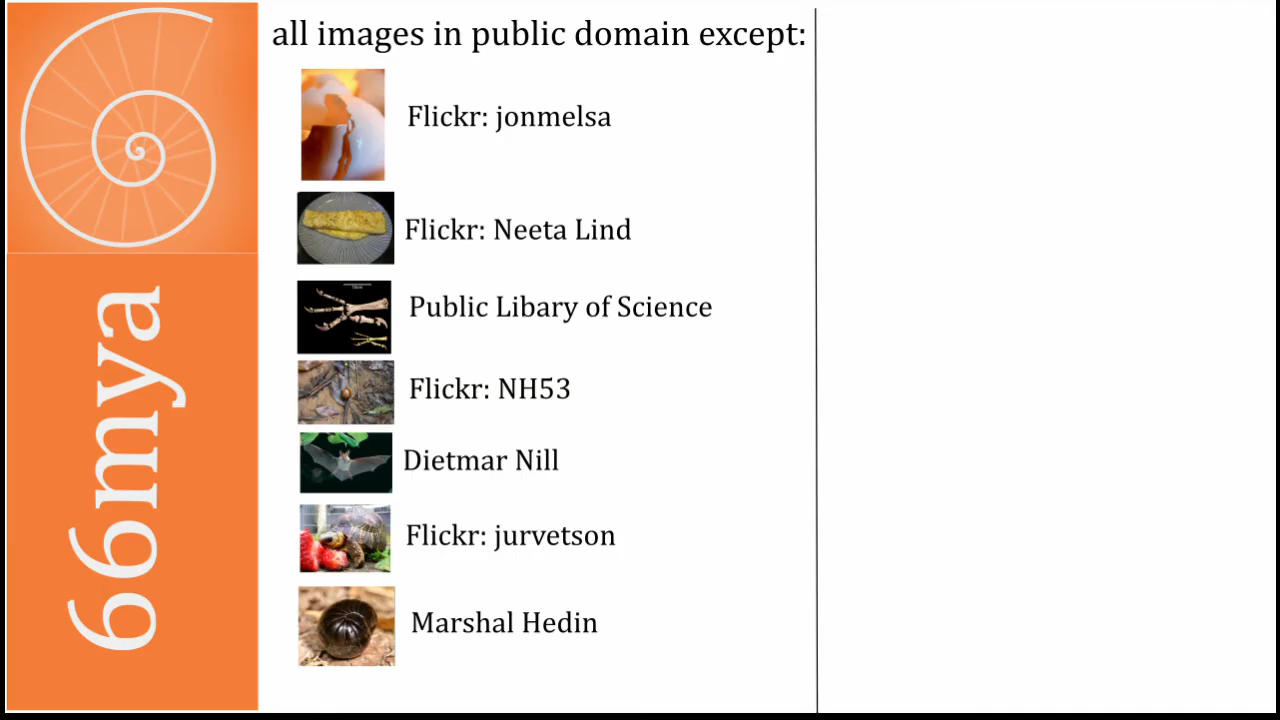 66mya
all images in public domain except:
Flickr: jonmelsa
Flickr: Neeta Lind
Public Libary of Science
Flickr: NH53
Dietmar Nill
Flickr: jurvetson
Marshal Hedin